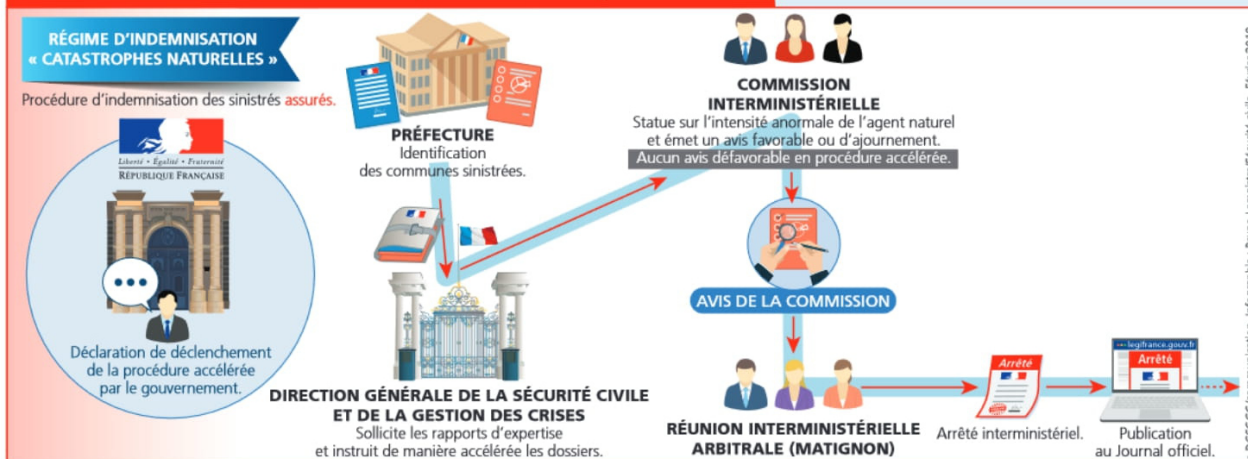 RÉGIME D'INDEMNISATION
« CATASTROPHES NATURELLES »
Procédure d'indemnisation des sinistrés assurés.
Liberté • Égalité • Fraternité
RÉPUBLIQUE FRANÇAISE
Déclaration de déclenchement
de la procédure accélérée
par le gouvernement.
PRÉFECTURE
Identification
des communes sinistrées.
DIRECTION GÉNÉRALE DE LA SÉCURITÉ CIVILE
ET DE LA GESTION DES CRISES
Sollicite les rapports d'expertise
et instruit de manière accélérée les dossiers.
COMMISSION
INTERMINISTÉRIELLE
Statue sur l'intensité anormale de l'agent naturel
et émet un avis favorable ou d'ajournement.
Aucun avis défavorable en procédure accélérée.
AVIS DE LA COMMISSION
RÉUNION INTERMINISTÉRIELLE
ARBITRALE (MATIGNON)
Arrêté
Arrêté interministériel.
legifrance.gouv.fr
Arrêté
Publication
au Journal officiel.